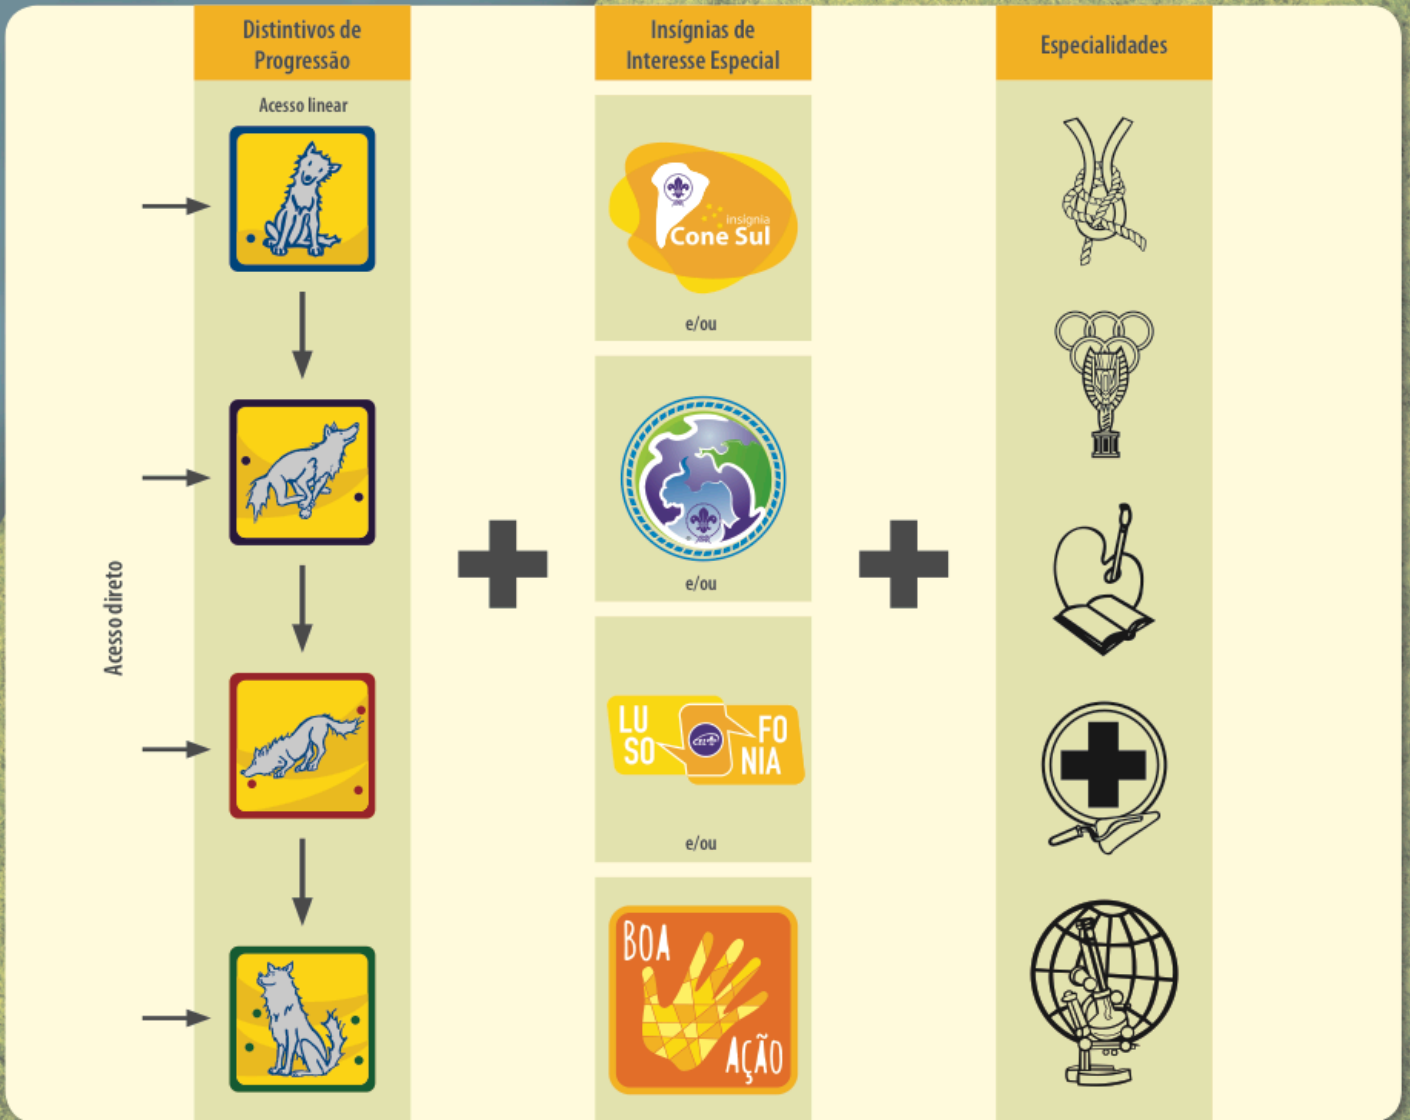 Distintivos de
Progressão
Acesso linear
Acesso direto
Insígnias de
Interesse Especial
insígnia
Cone Sul
e/ou
e/ou
LU
SO
CEL
FO
NIA
e/ou
BOA
AÇÃO
Especialidades